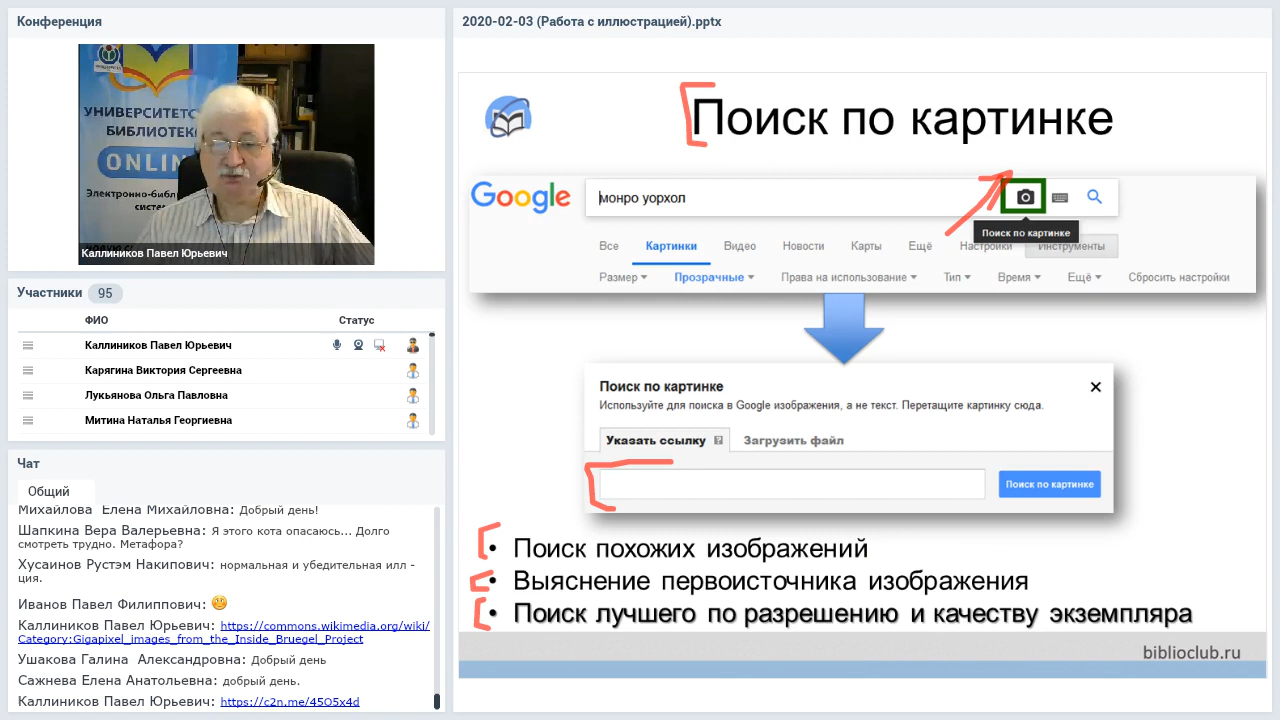 Конференция
УНИВЕРСИТЕТС
БИБЛИОТЕК
ONLIN
Электронно-библи
систе
Каллиников Павел Юрьевич
Участники 95
ФИО Статус
Каллиников Павел Юрьевич
Карягина Виктория Сергеевна
Лукьянова Ольга Павловна
Митина Наталья Георгиевна
Чат
Общий
Михайлова Елена Михайловна: Добрый день!
Шапкина Вера Валерьевна: Я этого кота опасаюсь... Долго
смотреть трудно. Метафора?
Хусаинов Рустэм Накипович: нормальная и убедительная илл -
ция.
Иванов Павел Филиппович:
Каллиников Павел Юрьевич: https://commons.wikimedia.org/wiki/
Category:Gigapixel_images_from_the_Inside_Bruegel_Project
Ушакова Галина Александровна: Добрый день
Сажнева Елена Анатольевна: добрый день.
Каллиников Павел Юрьевич: https://c2n.me/45O5x4d
2020-02-03 (Работа с иллюстрацией).pptx
Поиск по картинке
Google монро уорхол
Поиск по картинке
Все Картинки Видео Новости Карты Ещё Настройки Инструменты
Размер Прозрачные Права на использование Тип Время Ещё Сбросить настройки
Поиск по картинке
Используйте для поиска в Google изображения, а не текст. Перетащите картинку сюда.
Указать ссылку ? Загрузить файл
Поиск по картинке
• Поиск похожих изображений
• Выяснение первоисточника изображения
• Поиск лучшего по разрешению и качеству экземпляра
biblioclub.ru